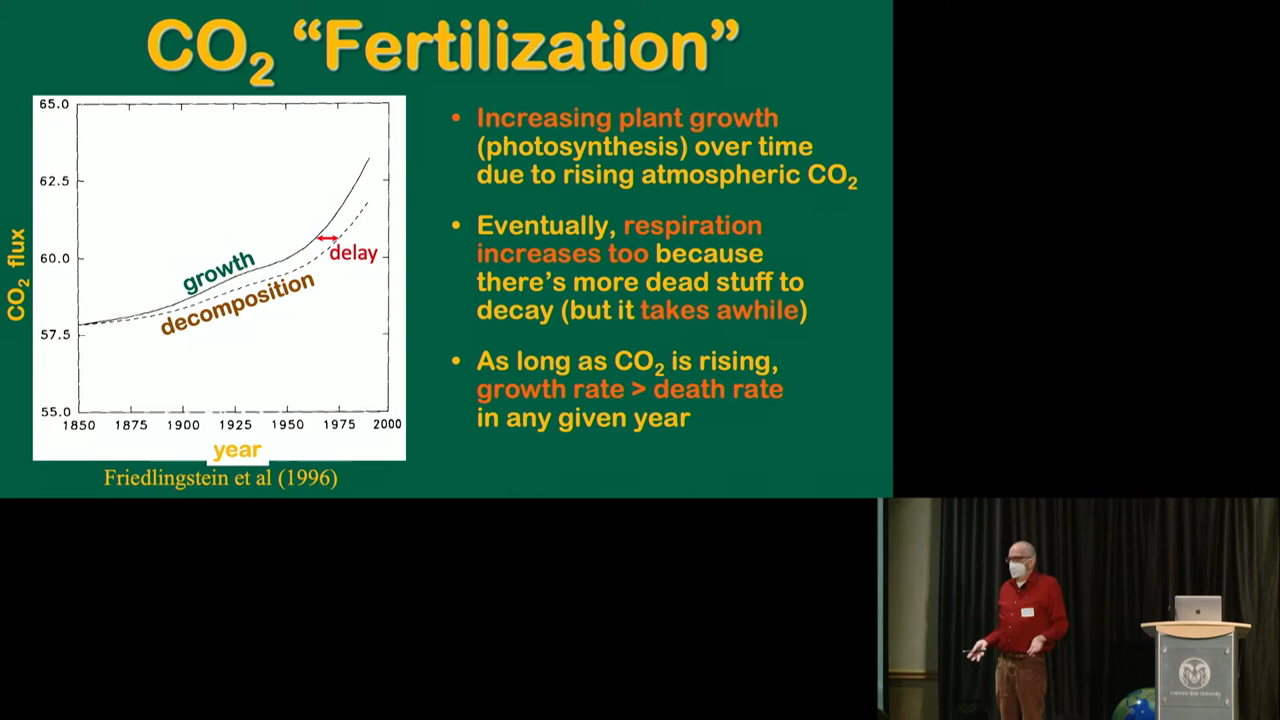 CO₂ “Fertilization”
65.0
62.5
60.0
57.5
55.0
1850 1875 1900 1925 1950 1975 2000
CO₂ flux
growth
decomposition
delay
year
Friedlingstein et al (1996)
• Increasing plant growth
(photosynthesis) over time
due to rising atmospheric CO₂
• Eventually, respiration
increases too because
there’s more dead stuff to
decay (but it takes awhile)
• As long as CO₂ is rising,
growth rate > death rate
in any given year
Colorado State University